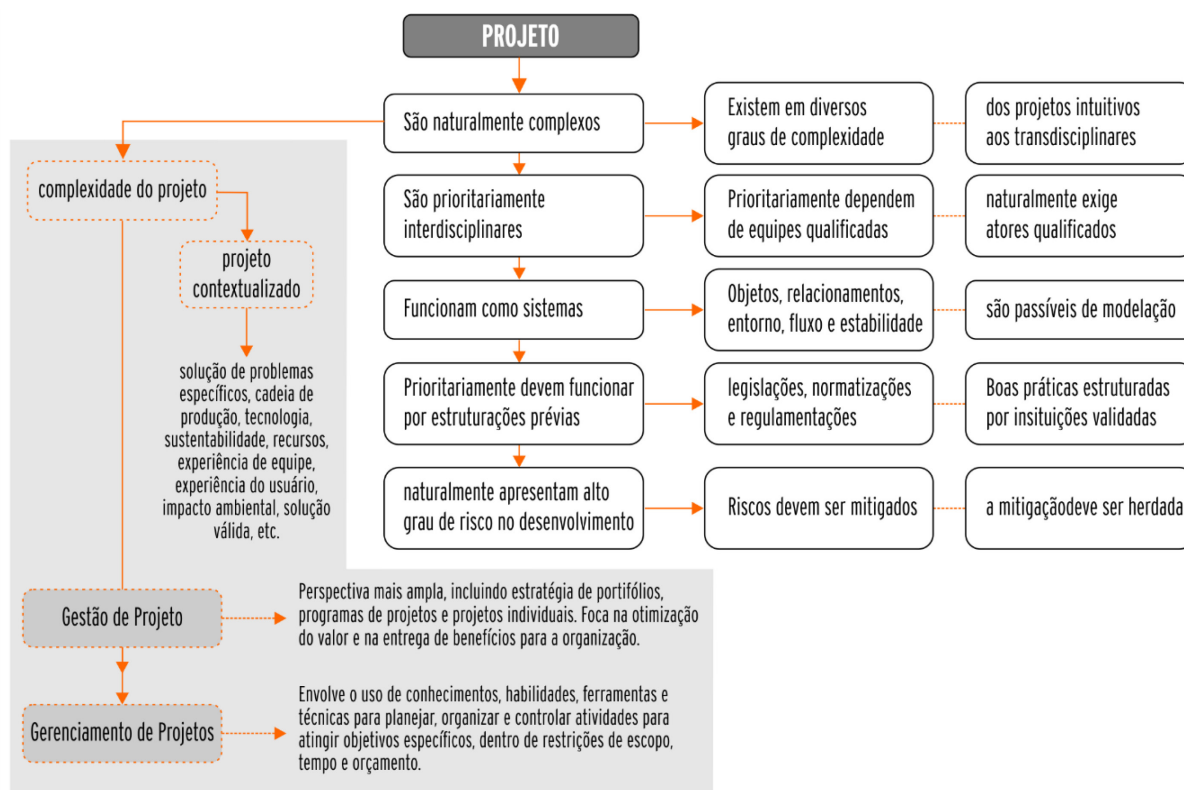 PROJETO
São naturalmente complexos
Existem em diversos
graus de complexidade
dos projetos intuitivos
aos transdisciplinares
complexidade do projeto
São prioritariamente
interdisciplinares
Prioritariamente dependem
de equipes qualificadas
naturalmente exige
atores qualificados
projeto
contextualizado
Funcionam como sistemas
Objetos, relacionamentos,
entorno, fluxo e estabilidade
são passíveis de modelação
solução de problemas
específicos, cadeia de
produção, tecnologia,
sustentabilidade, recursos,
experiência de equipe,
experiência do usuário,
impacto ambiental, solução
válida, etc.
Prioritariamente devem funcionar
por estruturações prévias
legislações, normatizações
e regulamentações
Boas práticas estruturadas
por insituições validadas
naturalmente apresentam alto
grau de risco no desenvolvimento
Riscos devem ser mitigados
a mitigaçãodeve ser herdada
Gestão de Projeto
Perspectiva mais ampla, incluindo estratégia de portifólios,
programas de projetos e projetos individuais. Foca na otimização
do valor e na entrega de benefícios para a organização.
Gerenciamento de Projetos
Envolve o uso de conhecimentos, habilidades, ferramentas e
técnicas para planejar, organizar e controlar atividades para
atingir objetivos específicos, dentro de restrições de escopo,
tempo e orçamento.